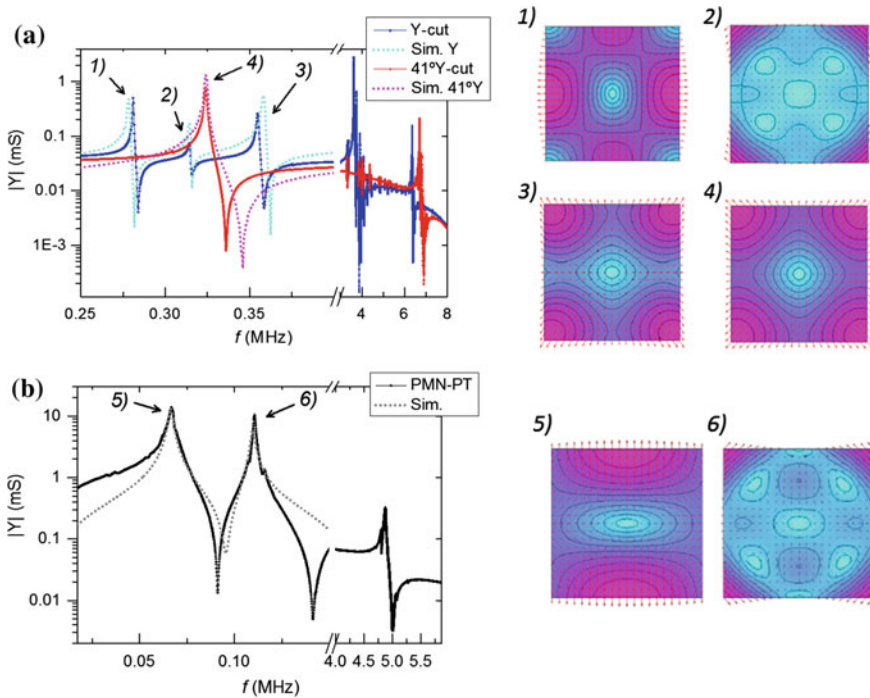 (a)
Y-cut
Sim. Y
41ºY-cut
Sim. 41ºY
1)
2)
4)
3)
|Y| (mS)
1
0.1
0.01
1E-3
0.25 0.30 0.35 4 6 8
f (MHz)
1) 2)
3) 4)
(b)
PMN-PT
Sim.
5) 6)
|Y| (mS)
10
1
0.1
0.01
0.05 0.10 4.0 4.5 5.0 5.5
f (MHz)
5) 6)